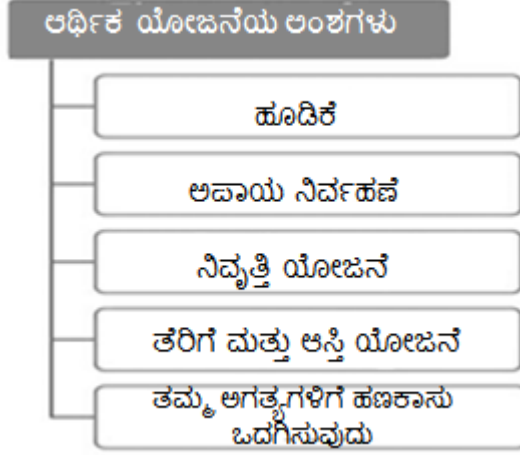 ಆರ್ಥಿಕ ಯೋಜನೆಯ ಅಂಶಗಳು
ಹೂಡಿಕೆ
ಅಪಾಯ ನಿರ್ವಹಣೆ
ನಿವೃತ್ತಿ ಯೋಜನೆ
ತೆರಿಗೆ ಮತ್ತು ಆಸ್ತಿ ಯೋಜನೆ
ತಮ್ಮ ಅಗತ್ಯಗಳಿಗೆ ಹಣಕಾಸು
ಒದಗಿಸುವುದು